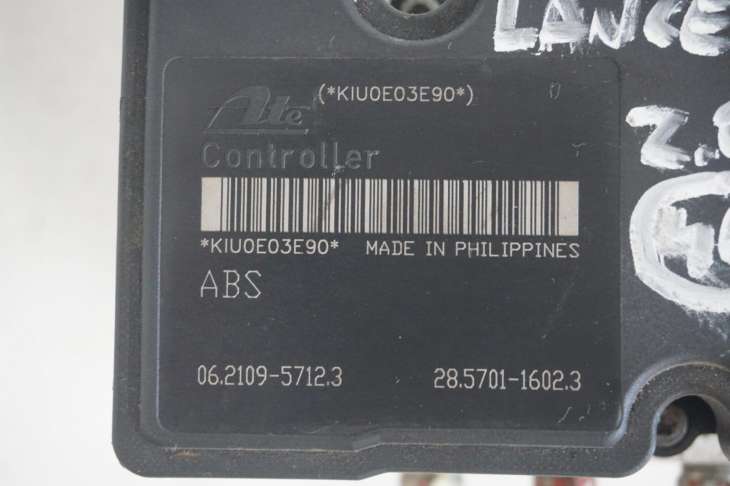 (*KIU0E03E90*)
Ate
Controller
*KIU0E03E90* MADE IN PHILIPPINES
ABS
06.2109-5712.3 28.5701-1602.3
LANCE